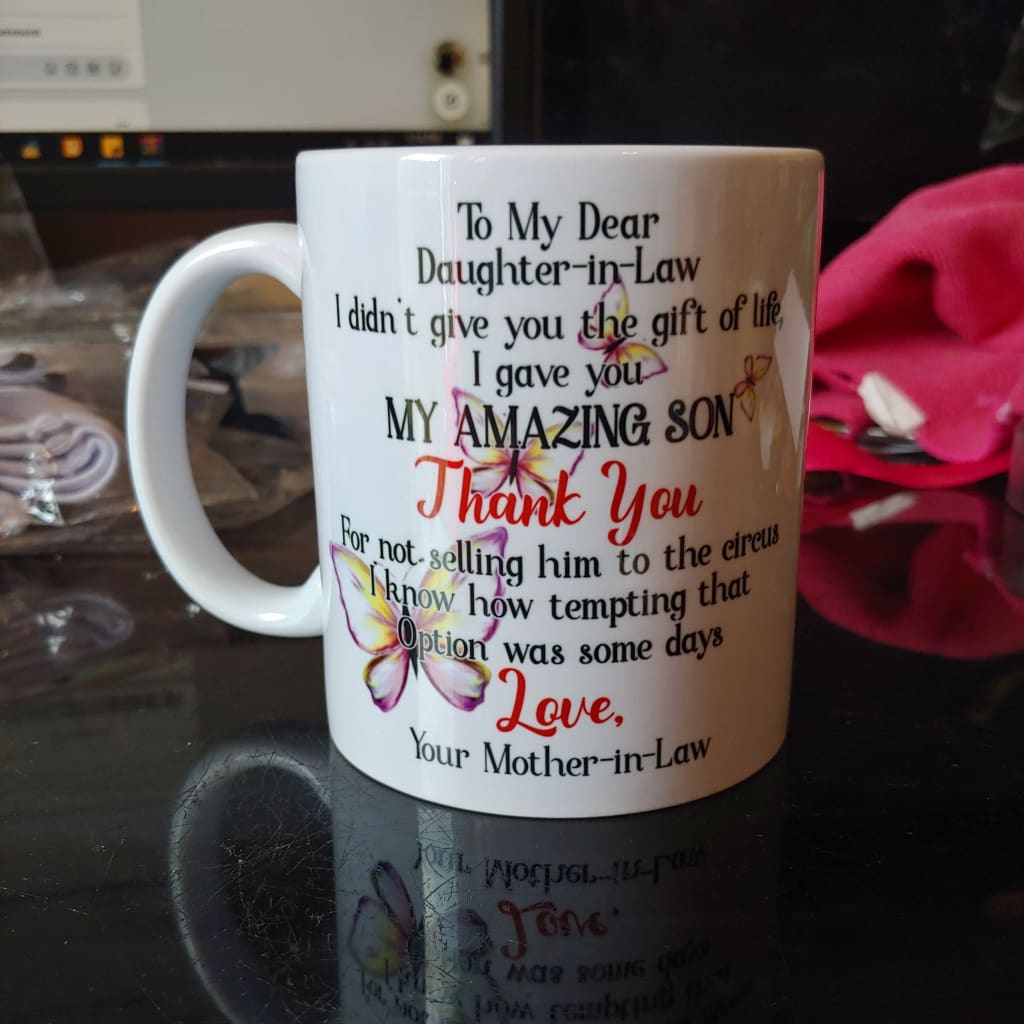 To My Dear
Daughter-in-Law
I didn't give you the gift of life,
I gave you
MY AMAZING SON
Thank You
For not selling him to the circus
I know how tempting that
Option was some days
Love,
Your Mother-in-Law